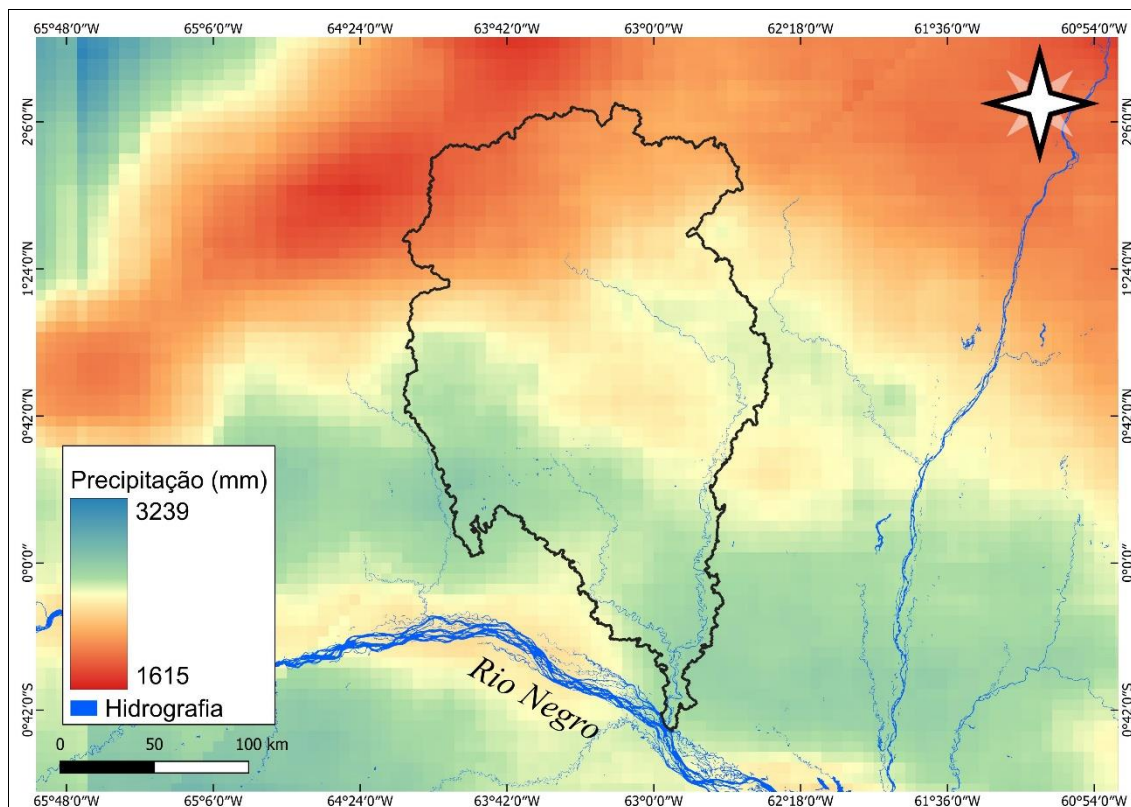 65°48'0"W 65°6'0"W 64°24'0"W 63°42'0"W 63°0'0"W 62°18'0"W 61°36'0"W 60°54'0"W
2°6'0"N 2°6'0"N
1°24'0"N 1°24'0"N
0°42'0"N 0°42'0"N
0°0'0" 0°0'0"
0°42'0"S 0°42'0"S
Precipitação (mm)
3239
1615
Hidrografia
Rio Negro
0 50 100 km
65°48'0"W 65°6'0"W 64°24'0"W 63°42'0"W 63°0'0"W 62°18'0"W 61°36'0"W 60°54'0"W